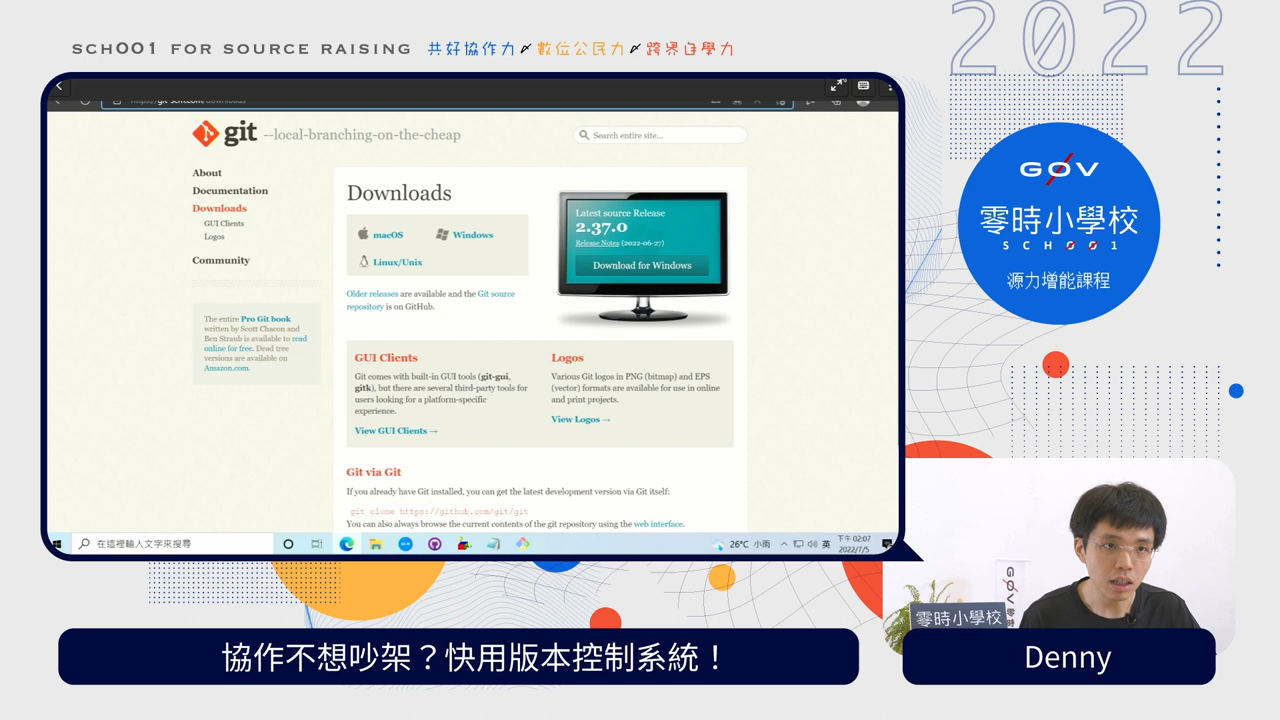 SCH001 FOR SOURCE RAISING 共好協作力 數位公民力 跨界自學力
2022
git --local-branching-on-the-cheap
Search entire site...
About
Documentation
Downloads
GUI Clients
Logos
Community
The entire Pro Git book
written by Scott Chacon and
Ben Straub is available to read
online for free. Dead tree
versions are available on
Amazon.com.
Downloads
macOS
Windows
Linux/Unix
Older releases are available and the Git source
repository is on GitHub.
Latest source Release
2.37.0
Release Notes (2022-06-27)
Download for Windows
GUI Clients
Git comes with built-in GUI tools (git-gui,
gitk), but there are several third-party tools for
users looking for a platform-specific
experience.
View GUI Clients →
Logos
Various Git logos in PNG (bitmap) and EPS
(vector) formats are available for use in online
and print projects.
View Logos →
Git via Git
If you already have Git installed, you can get the latest development version via Git itself:
git clone https://github.com/git/git
You can also always browse the current contents of the git repository using the web interface.
在這裡輸入文字來搜尋
26°C 小雨
英
下午 02:07
2022/7/5
G0V
零時小學校
SCH001
源力增能課程
G0V
零時小學校
協作不想吵架？快用版本控制系統！
Denny